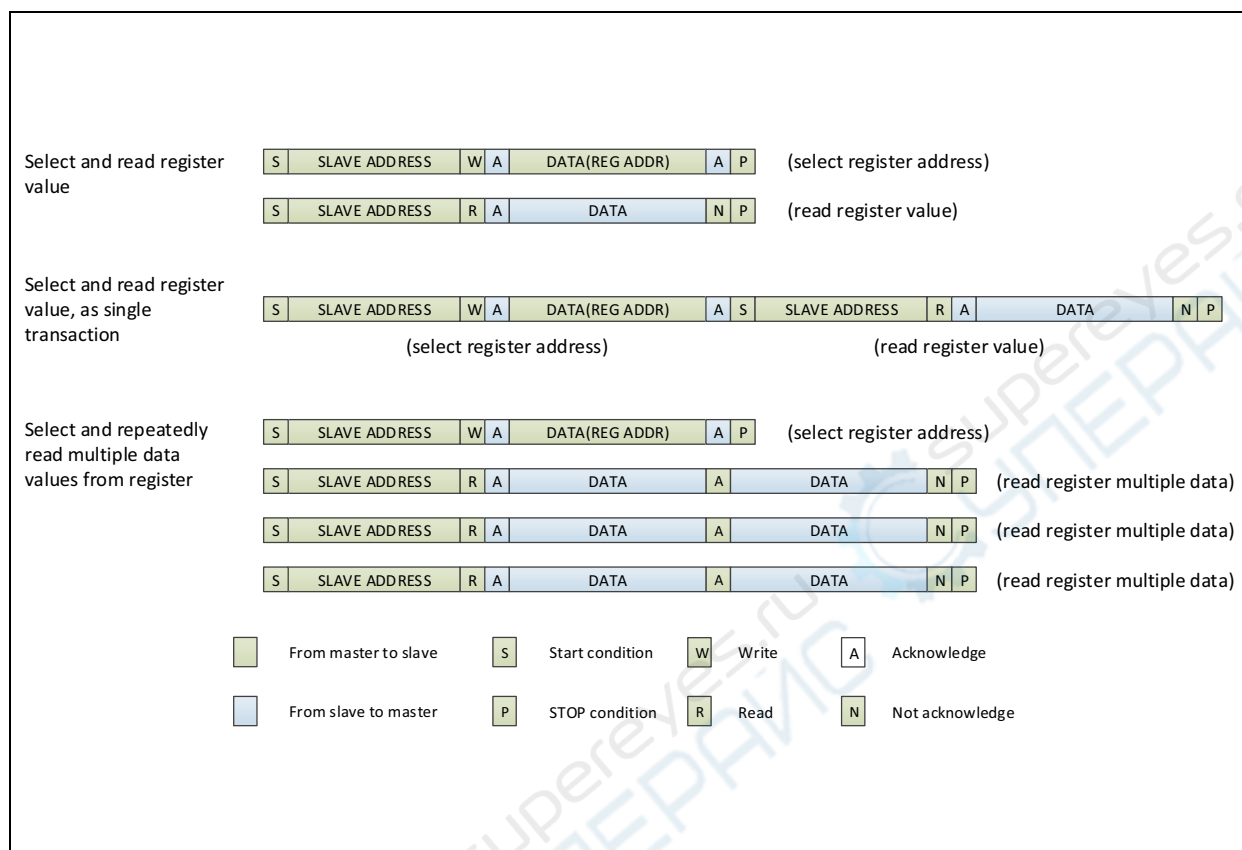 Select and read register
value
S SLAVE ADDRESS W A DATA(REG ADDR) A P (select register address)
S SLAVE ADDRESS R A DATA N P (read register value)
Select and read register
value, as single
transaction
S SLAVE ADDRESS W A DATA(REG ADDR) A S SLAVE ADDRESS R A DATA N P
(select register address) (read register value)
Select and repeatedly
read multiple data
values from register
S SLAVE ADDRESS W A DATA(REG ADDR) A P (select register address)
S SLAVE ADDRESS R A DATA A DATA N P (read register multiple data)
S SLAVE ADDRESS R A DATA A DATA N P (read register multiple data)
S SLAVE ADDRESS R A DATA A DATA N P (read register multiple data)
From master to slave S Start condition W Write A Acknowledge
From slave to master P STOP condition R Read N Not acknowledge
supereyes.ru